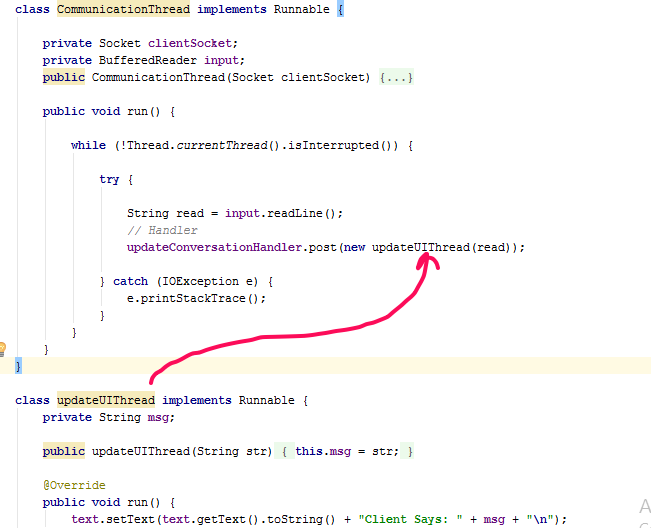 class CommunicationThread implements Runnable {
private Socket clientSocket;
private BufferedReader input;
public CommunicationThread(Socket clientSocket) {...}
public void run() {
while (!Thread.currentThread().isInterrupted()) {
try {
String read = input.readLine();
// Handler
updateConversationHandler.post(new updateUIThread(read));
} catch (IOException e) {
e.printStackTrace();
}
}
}
}
class updateUIThread implements Runnable {
private String msg;
public updateUIThread(String str) { this.msg = str; }
@Override
public void run() {
text.setText(text.getText().toString() + "Client Says: " + msg + "\n");